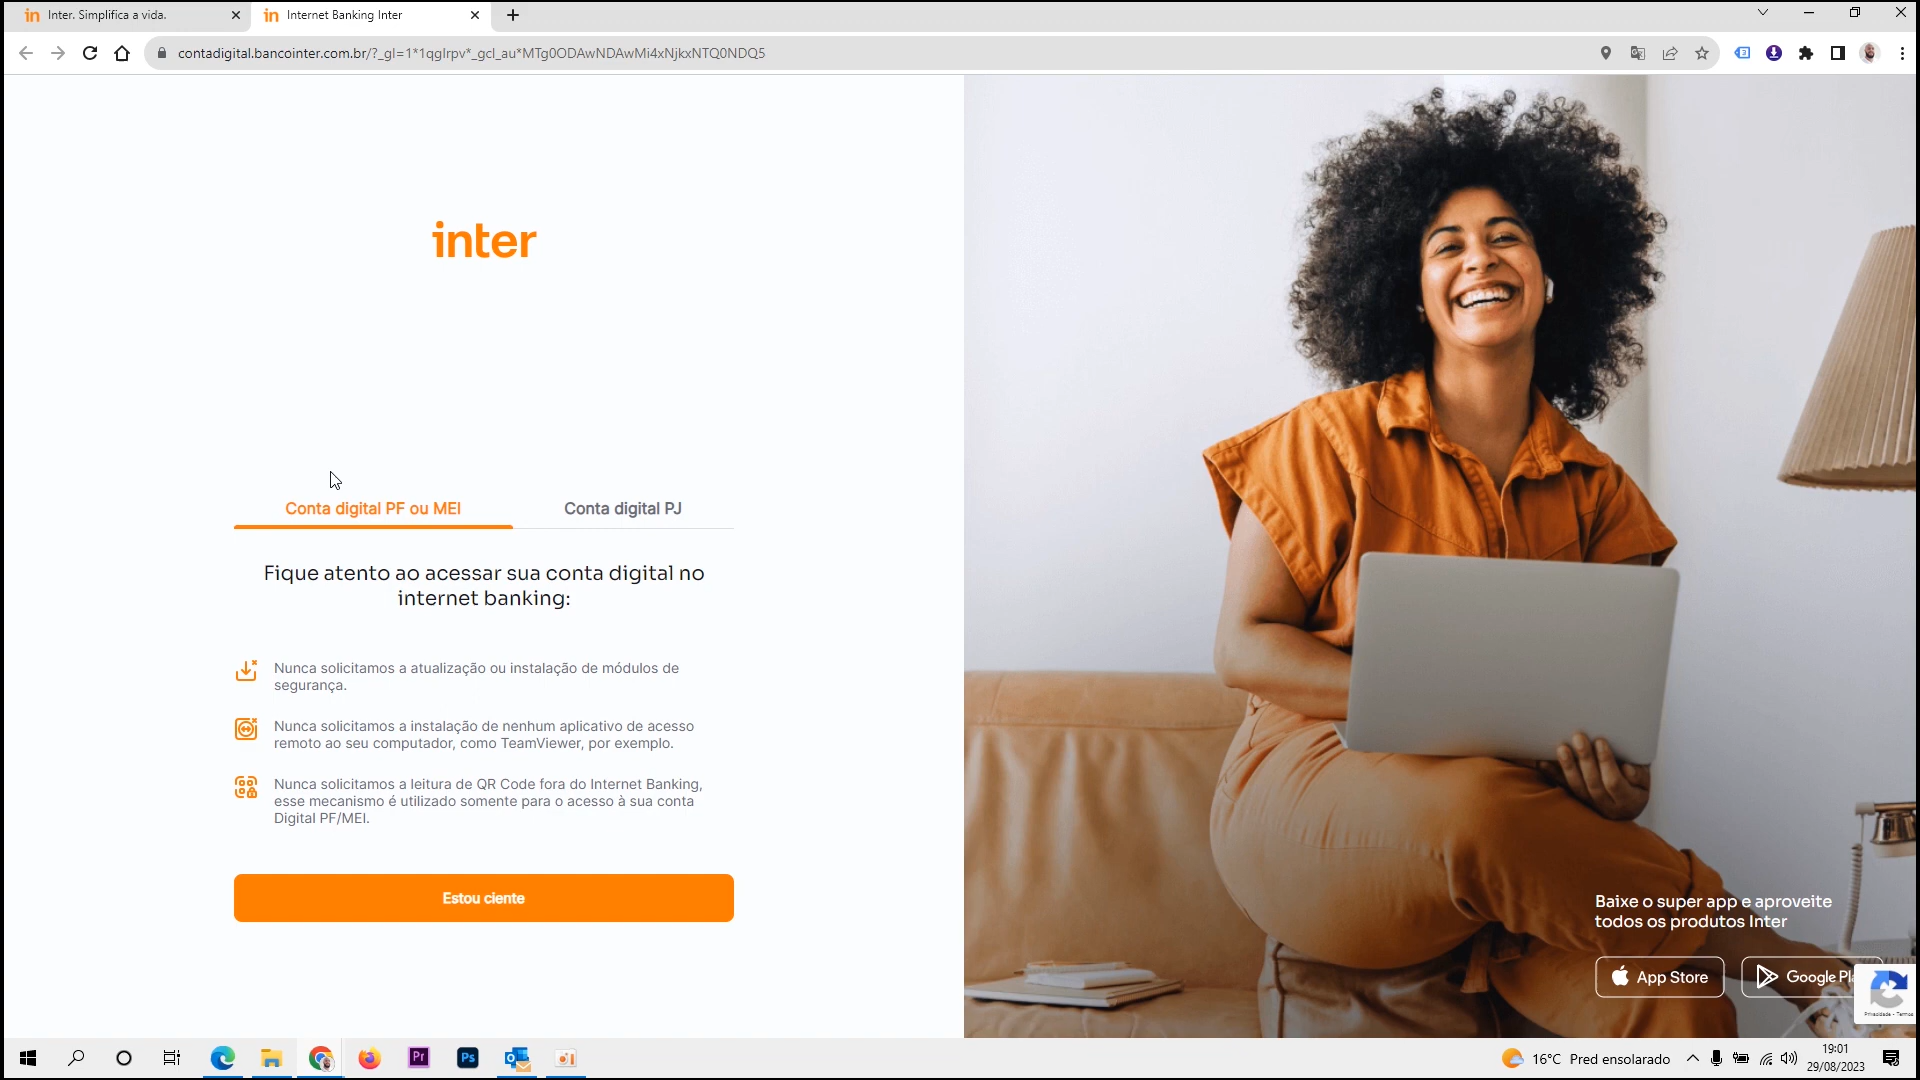 Inter. Simplifica a vida.
Internet Banking Inter
contadigital.bancointer.com.br/?_gl=1*1qglrpv*_gcl_au*MTg0ODAwNDAwMi4xNjkxNTQ0NDQ5
inter
Conta digital PF ou MEI
Conta digital PJ
Fique atento ao acessar sua conta digital no
internet banking:
Nunca solicitamos a atualização ou instalação de módulos de
segurança.
Nunca solicitamos a instalação de nenhum aplicativo de acesso
remoto ao seu computador, como TeamViewer, por exemplo.
Nunca solicitamos a leitura de QR Code fora do Internet Banking,
esse mecanismo é utilizado somente para o acesso à sua conta
Digital PF/MEI.
Estou ciente
Baixe o super app e aproveite
todos os produtos Inter
App Store
Google Pla
Privacidade - Termos
16°C Pred ensolarado
19:01
29/08/2023